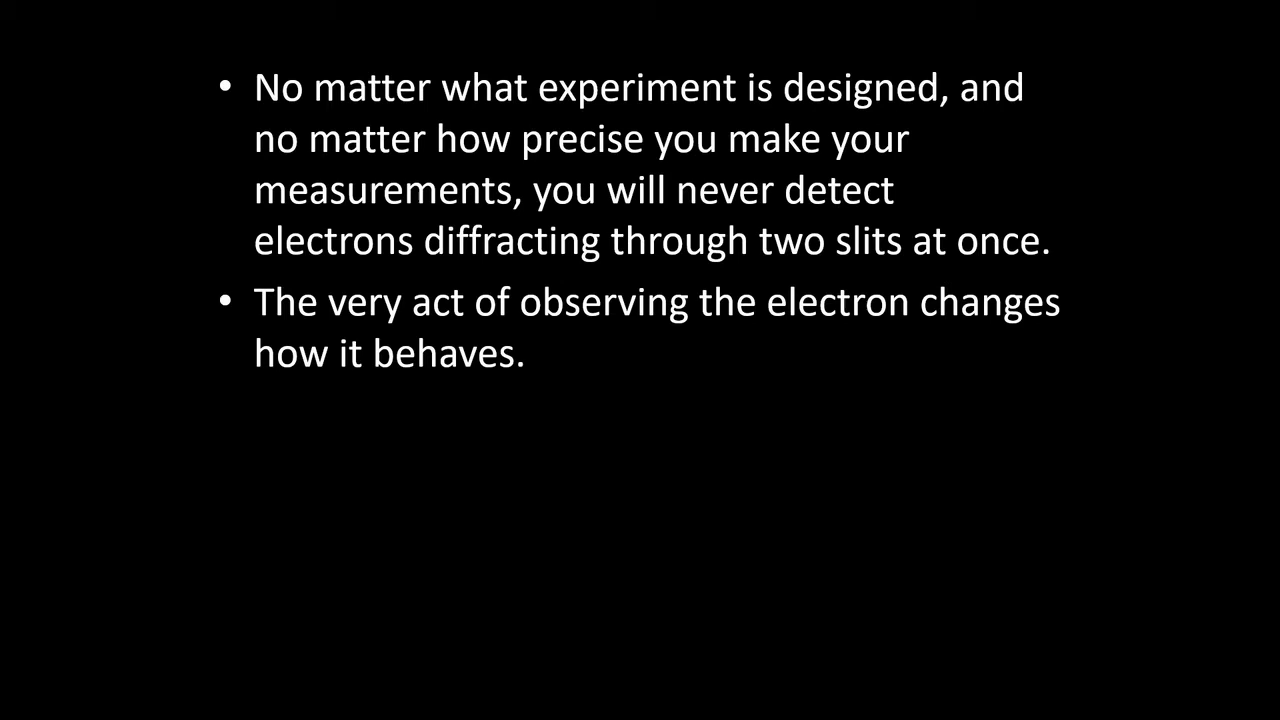 • No matter what experiment is designed, and
no matter how precise you make your
measurements, you will never detect
electrons diffracting through two slits at once.
• The very act of observing the electron changes
how it behaves.